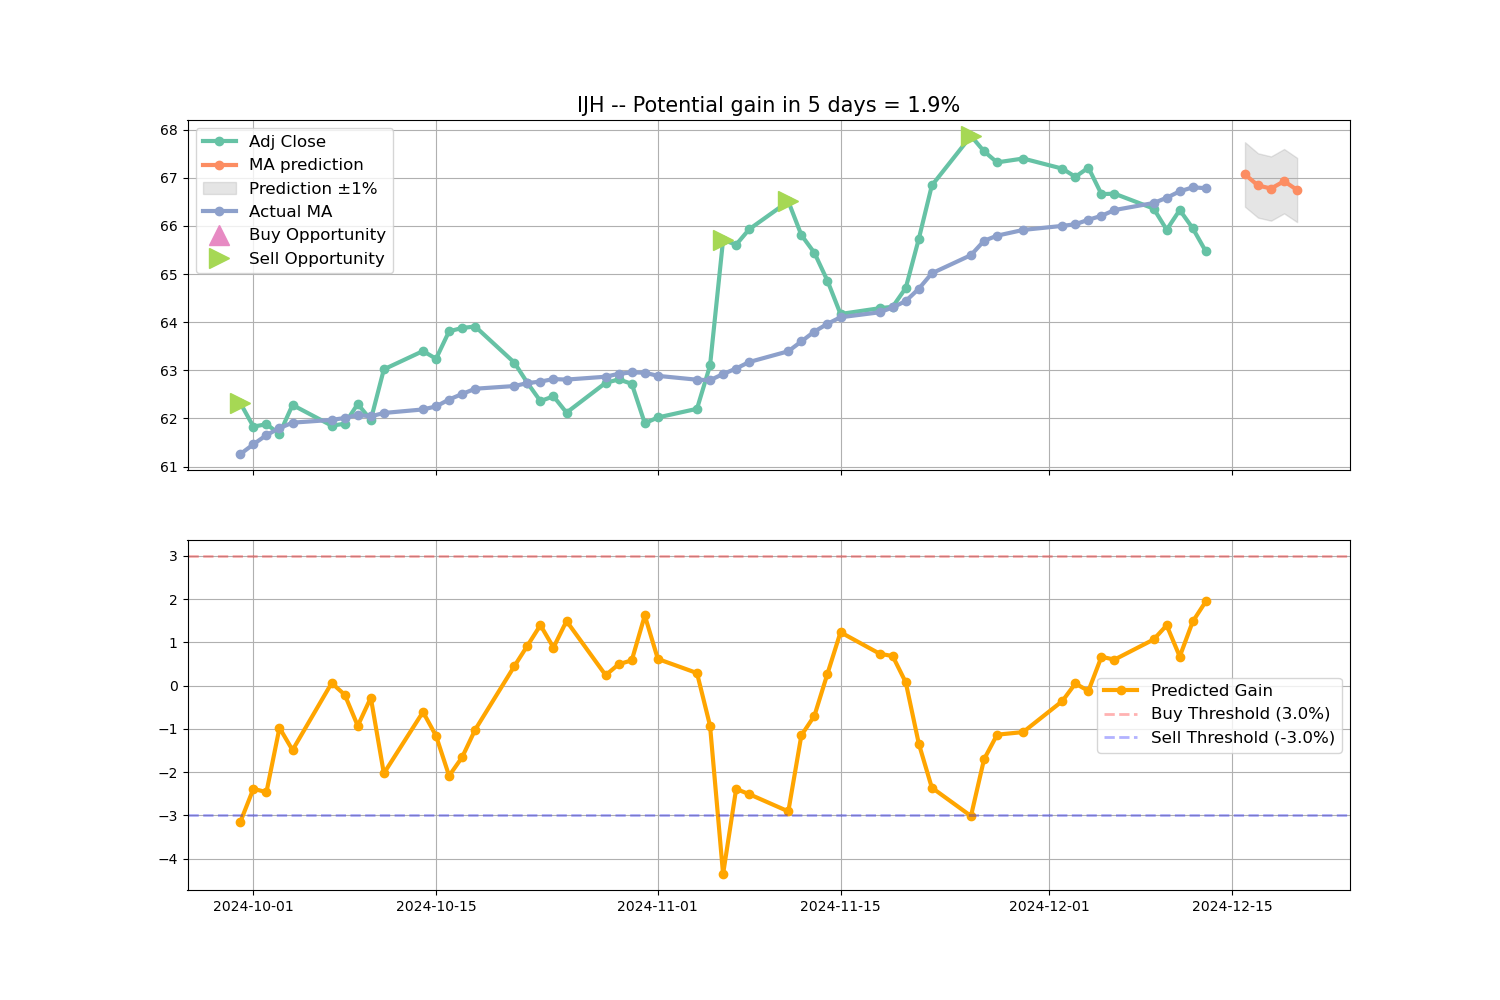 IJH -- Potential gain in 5 days = 1.9%
68
67
66
65
64
63
62
61
Adj Close
MA prediction
Prediction ±1%
Actual MA
Buy Opportunity
Sell Opportunity
3
2
1
0
−1
−2
−3
−4
Predicted Gain
Buy Threshold (3.0%)
Sell Threshold (-3.0%)
2024-10-01
2024-10-15
2024-11-01
2024-11-15
2024-12-01
2024-12-15